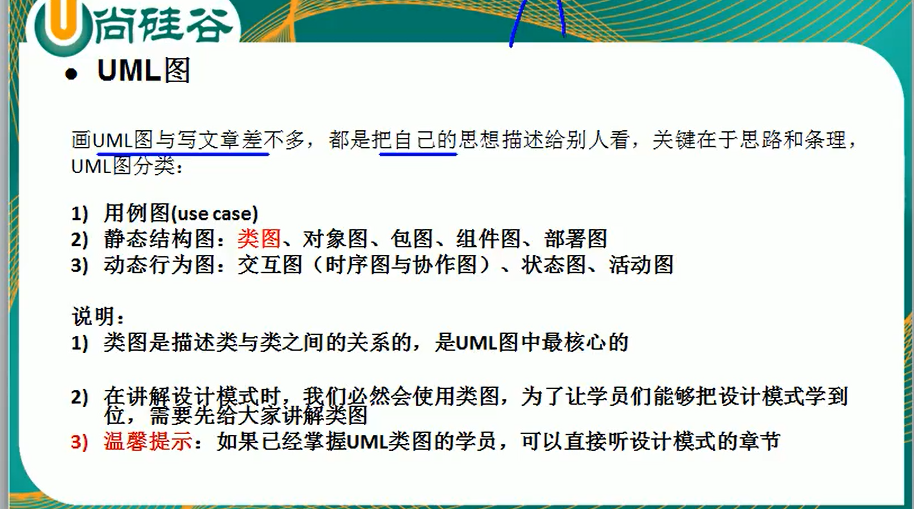 尚硅谷
● UML图
画UML图与写文章差不多，都是把自己的思想描述给别人看，关键在于思路和条理，
UML图分类：
1) 用例图(use case)
2) 静态结构图：类图、对象图、包图、组件图、部署图
3) 动态行为图：交互图（时序图与协作图）、状态图、活动图
说明：
1) 类图是描述类与类之间的关系的，是UML图中最核心的
2) 在讲解设计模式时，我们必然会使用类图，为了让学员们能够把设计模式学到
位，需要先给大家讲解类图
3) 温馨提示：如果已经掌握UML类图的学员，可以直接听设计模式的章节